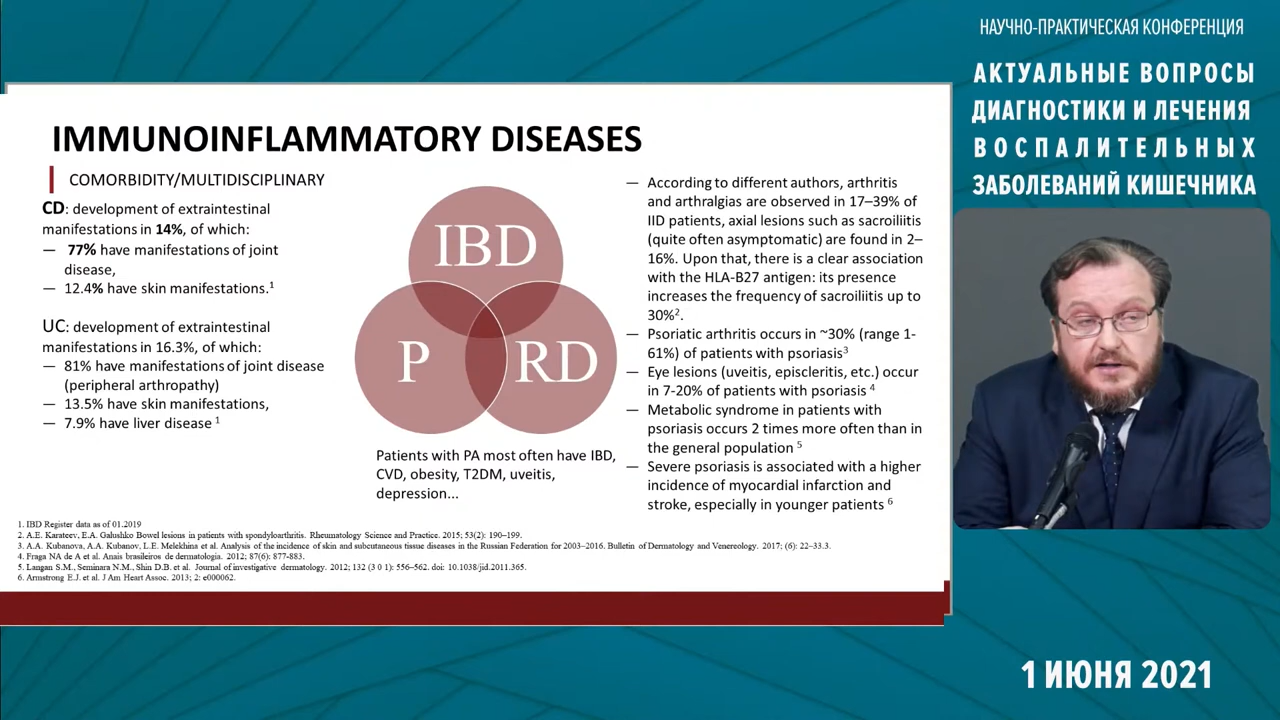 НАУЧНО-ПРАКТИЧЕСКАЯ КОНФЕРЕНЦИЯ
АКТУАЛЬНЫЕ ВОПРОСЫ
ДИАГНОСТИКИ И ЛЕЧЕНИЯ
ВОСПАЛИТЕЛЬНЫХ
ЗАБОЛЕВАНИЙ КИШЕЧНИКА
IMMUNOINFLAMMATORY DISEASES
COMORBIDITY/MULTIDISCIPLINARY
CD: development of extraintestinal
manifestations in 14%, of which:
— 77% have manifestations of joint
disease,
— 12.4% have skin manifestations.¹
UC: development of extraintestinal
manifestations in 16.3%, of which:
— 81% have manifestations of joint disease
(peripheral arthropathy)
— 13.5% have skin manifestations,
— 7.9% have liver disease ¹
IBD
P
RD
Patients with PA most often have IBD,
CVD, obesity, T2DM, uveitis,
depression...
— According to different authors, arthritis
and arthralgias are observed in 17–39% of
IID patients, axial lesions such as sacroiliitis
(quite often asymptomatic) are found in 2–
16%. Upon that, there is a clear association
with the HLA-B27 antigen: its presence
increases the frequency of sacroiliitis up to
30%².
— Psoriatic arthritis occurs in ~30% (range 1-
61%) of patients with psoriasis³
— Eye lesions (uveitis, episcleritis, etc.) occur
in 7-20% of patients with psoriasis ⁴
— Metabolic syndrome in patients with
psoriasis occurs 2 times more often than in
the general population ⁵
— Severe psoriasis is associated with a higher
incidence of myocardial infarction and
stroke, especially in younger patients ⁶
1. IBD Register data as of 01.2019
2. A.E. Karateev, E.A. Galushko Bowel lesions in patients with spondyloarthritis. Rheumatology Science and Practice. 2015; 53(2): 190–199.
3. A.A. Kubanova, A.A. Kubanov, L.E. Melekhina et al. Analysis of the incidence of skin and subcutaneous tissue diseases in the Russian Federation for 2003–2016. Bulletin of Dermatology and Venereology. 2017; (6): 22–33.3.
4. Fraga NA de A et al. Anais brasileiros de dermatologia. 2012; 87(6): 877-883.
5. Langan S.M., Seminara N.M., Shin D.B. et al. Journal of investigative dermatology. 2012; 132 (3 0 1): 556–562. doi: 10.1038/jid.2011.365.
6. Armstrong E.J. et al. J Am Heart Assoc. 2013; 2: e000062.
1 ИЮНЯ 2021